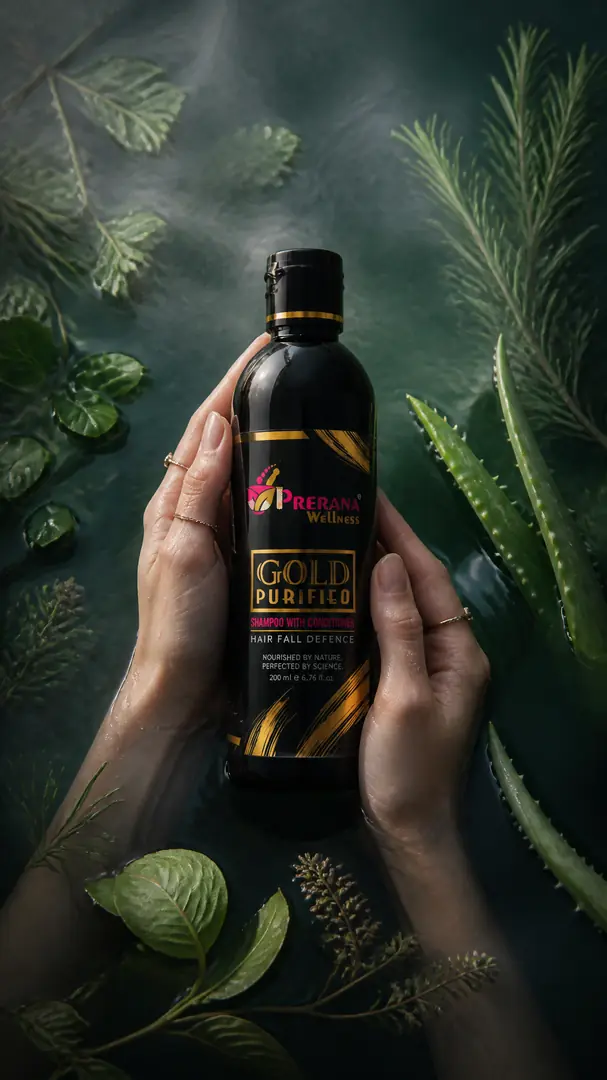 PRERANA®
WELLNESS
GOLD
PURIFIED
SHAMPOO WITH CONDITIONER
HAIR FALL DEFENCE
NOURISHED BY NATURE.
PERFECTED BY SCIENCE.
200 ml e 6.76 fl.oz.